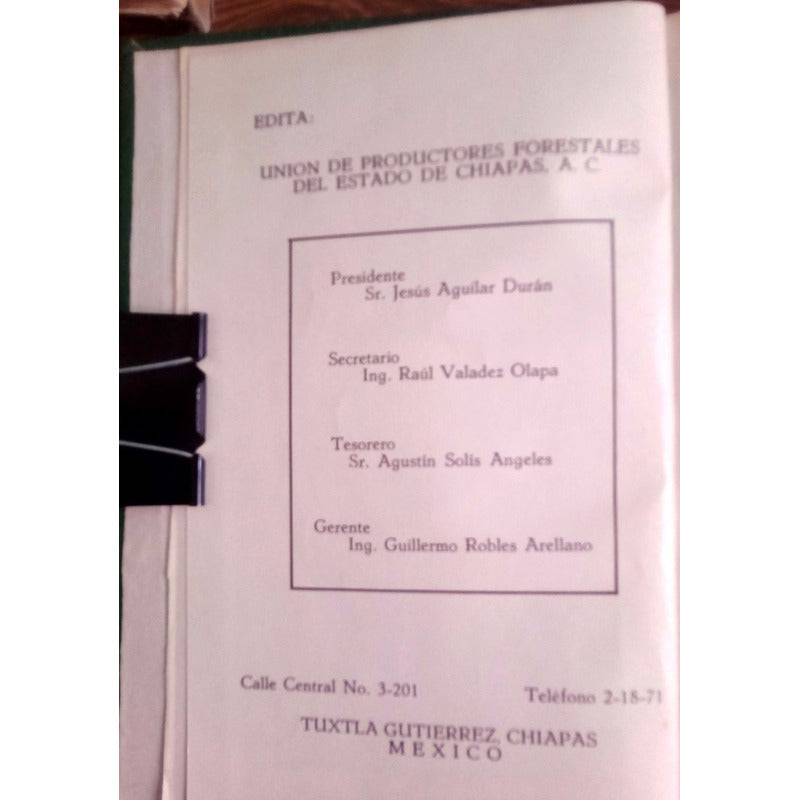 EDITA:
UNION DE PRODUCTORES FORESTALES
DEL ESTADO DE CHIAPAS, A. C.
Presidente
Sr. Jesús Aguilar Durán
Secretario
Ing. Raúl Valadez Olapa
Tesorero
Sr. Agustin Solís Angeles
Gerente
Ing. Guillermo Robles Arellano
Calle Central No. 3-201 Teléfono 2-18-71
TUXTLA GUTIERREZ, CHIAPAS
MEXICO